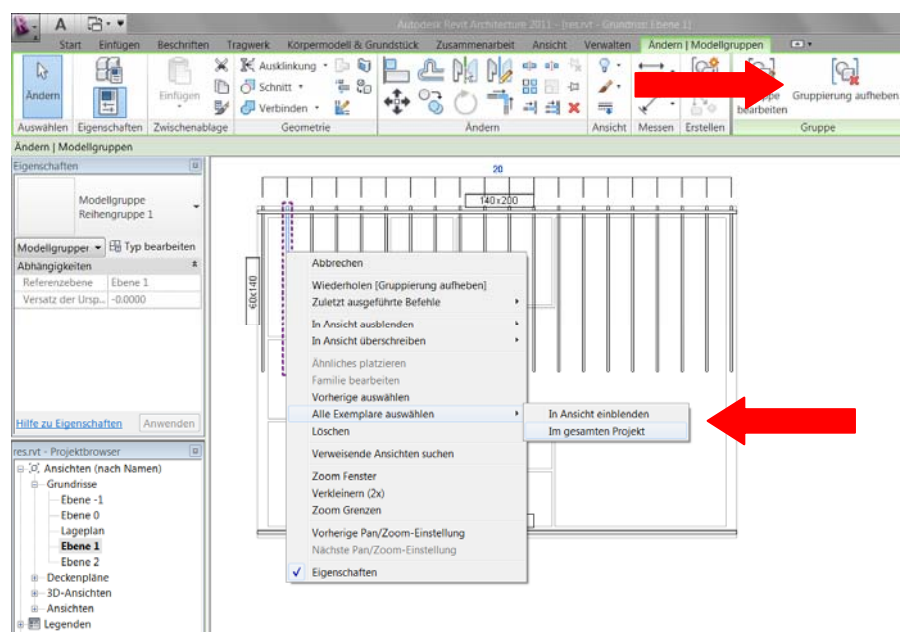 Autodesk Revit Architecture 2011 - [res.rvt - Grundriss: Ebene 1]
Start Einfügen Beschriften Tragwerk Körpermodell & Grundstück Zusammenarbeit Ansicht Verwalten Ändern | Modellgruppen
Ändern
Einfügen
Ausklinkung
Schnitt
Verbinden
bearbeiten
Gruppierung aufheben
Auswählen Eigenschaften Zwischenablage Geometrie Ändern Ansicht Messen Erstellen Gruppe
Ändern | Modellgruppen
Eigenschaften
Modellgruppe
Reihengruppe 1
Modellgrupper Typ bearbeiten
Abhängigkeiten
Referenzebene Ebene 1
Versatz der Ursp... -0.0000
Hilfe zu Eigenschaften Anwenden
res.rvt - Projektbrowser
Ansichten (nach Namen)
Grundrisse
Ebene -1
Ebene 0
Lageplan
Ebene 1
Ebene 2
Deckenpläne
3D-Ansichten
Ansichten
Legenden
20
140x200
60x140
Abbrechen
Wiederholen [Gruppierung aufheben]
Zuletzt ausgeführte Befehle
In Ansicht ausblenden
In Ansicht überschreiben
Ähnliches platzieren
Familie bearbeiten
Vorherige auswählen
Alle Exemplare auswählen
Löschen
Verweisende Ansichten suchen
Zoom Fenster
Verkleinern (2x)
Zoom Grenzen
Vorherige Pan/Zoom-Einstellung
Nächste Pan/Zoom-Einstellung
Eigenschaften
In Ansicht einblenden
Im gesamten Projekt